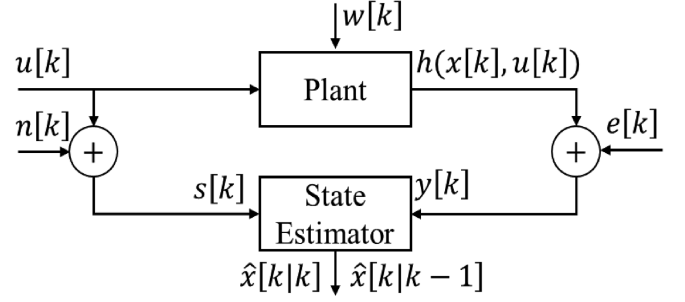 w[k]
u[k]
h(x[k], u[k])
Plant
n[k]
+
+
e[k]
s[k]
State
Estimator
y[k]
x̂[k|k]
x̂[k|k − 1]